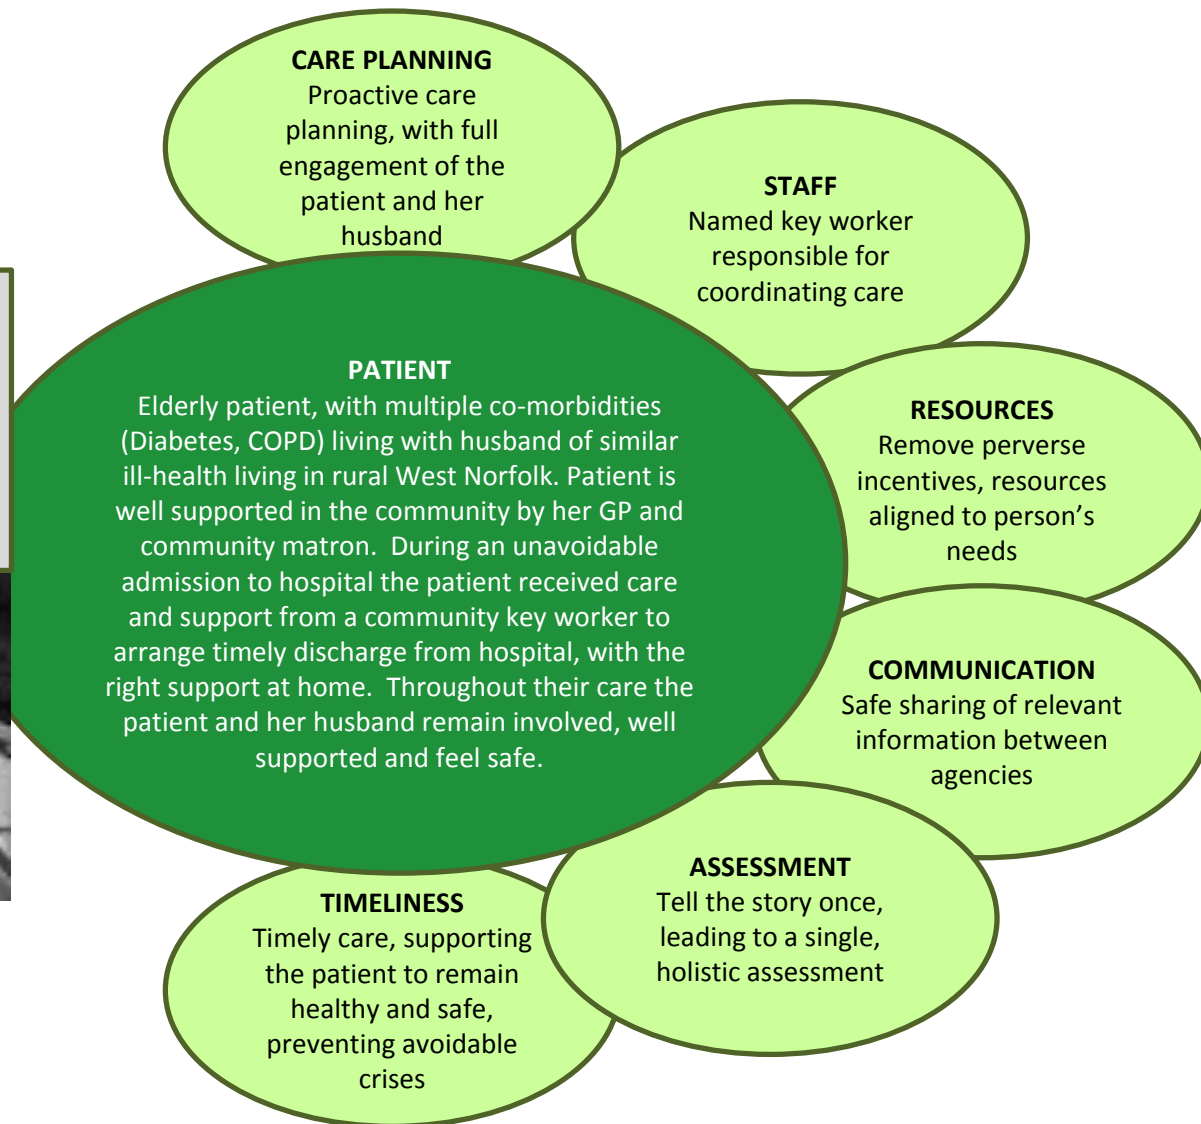 CARE PLANNING
Proactive care
planning, with full
engagement of the
patient and her
husband
STAFF
Named key worker
responsible for
coordinating care
RESOURCES
Remove perverse
incentives, resources
aligned to person’s
needs
COMMUNICATION
Safe sharing of relevant
information between
agencies
ASSESSMENT
Tell the story once,
leading to a single,
holistic assessment
TIMELINESS
Timely care, supporting
the patient to remain
healthy and safe,
preventing avoidable
crises
PATIENT
Elderly patient, with multiple co-morbidities
(Diabetes, COPD) living with husband of similar
ill-health living in rural West Norfolk. Patient is
well supported in the community by her GP and
community matron.  During an unavoidable
admission to hospital the patient received care
and support from a community key worker to
arrange timely discharge from hospital, with the
right support at home.  Throughout their care the
patient and her husband remain involved, well
supported and feel safe.